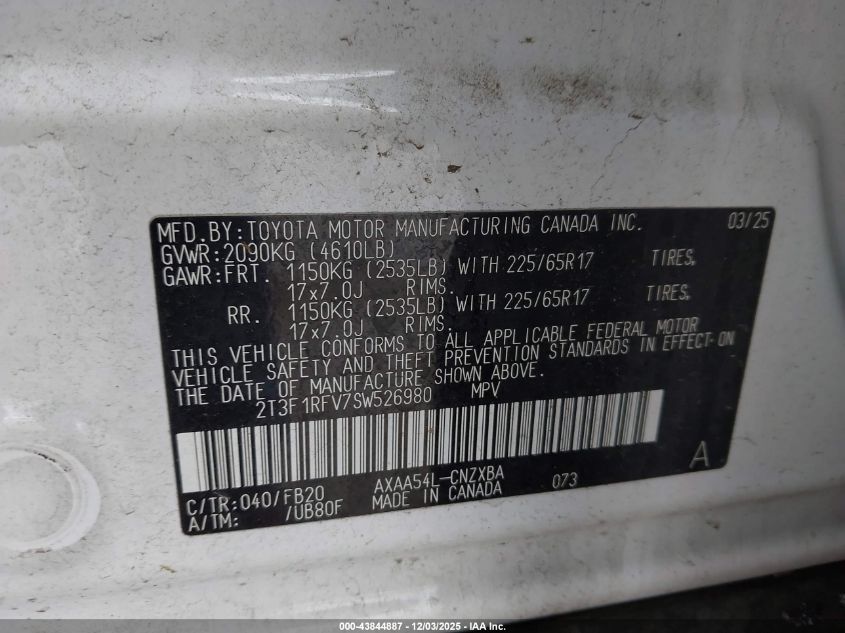 MFD.BY:TOYOTA MOTOR MANUFACTURING CANADA INC. 03/25
GVWR:2090KG (4610LB)
GAWR:FRT. 1150KG (2535LB) WITH 225/65R17 TIRES,
17x7.0J RIMS.
RR. 1150KG (2535LB) WITH 225/65R17 TIRES,
17x7.0J RIMS.
THIS VEHICLE CONFORMS TO ALL APPLICABLE FEDERAL MOTOR
VEHICLE SAFETY AND THEFT PREVENTION STANDARDS IN EFFECT ON
THE DATE OF MANUFACTURE SHOWN ABOVE.
2T3F1RFV7SW526980 MPV
A
C/TR:040/FB20 AXAA54L-CNZXBA 073
A/TM: /UB80F MADE IN CANADA
000-43844887 - 12/03/2025 - IAA Inc.